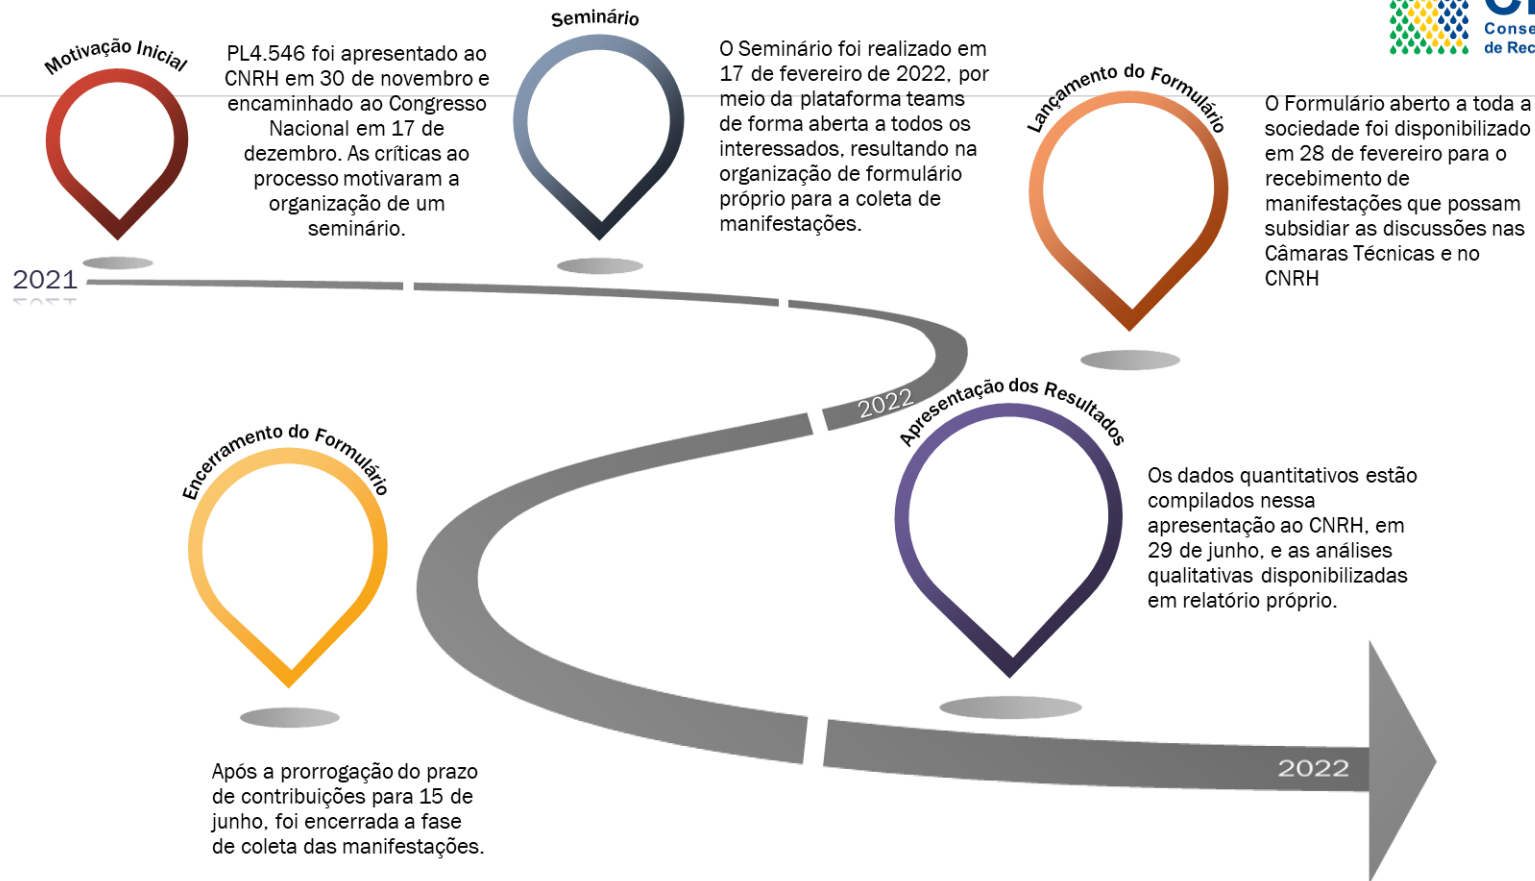 Motivação Inicial
PL4.546 foi apresentado ao
CNRH em 30 de novembro e
encaminhado ao Congresso
Nacional em 17 de
dezembro. As críticas ao
processo motivaram a
organização de um
seminário.
Seminário
O Seminário foi realizado em
17 de fevereiro de 2022, por
meio da plataforma teams
de forma aberta a todos os
interessados, resultando na
organização de formulário
próprio para a coleta de
manifestações.
Lançamento do Formulário
O Formulário aberto a toda a
sociedade foi disponibilizado
em 28 de fevereiro para o
recebimento de
manifestações que possam
subsidiar as discussões nas
Câmaras Técnicas e no
CNRH
de Rec
2021
2022
Encerramento do Formulário
Após a prorrogação do prazo
de contribuições para 15 de
junho, foi encerrada a fase
de coleta das manifestações.
Apresentação dos Resultados
Os dados quantitativos estão
compilados nessa
apresentação ao CNRH, em
29 de junho, e as análises
qualitativas disponibilizadas
em relatório próprio.
2022